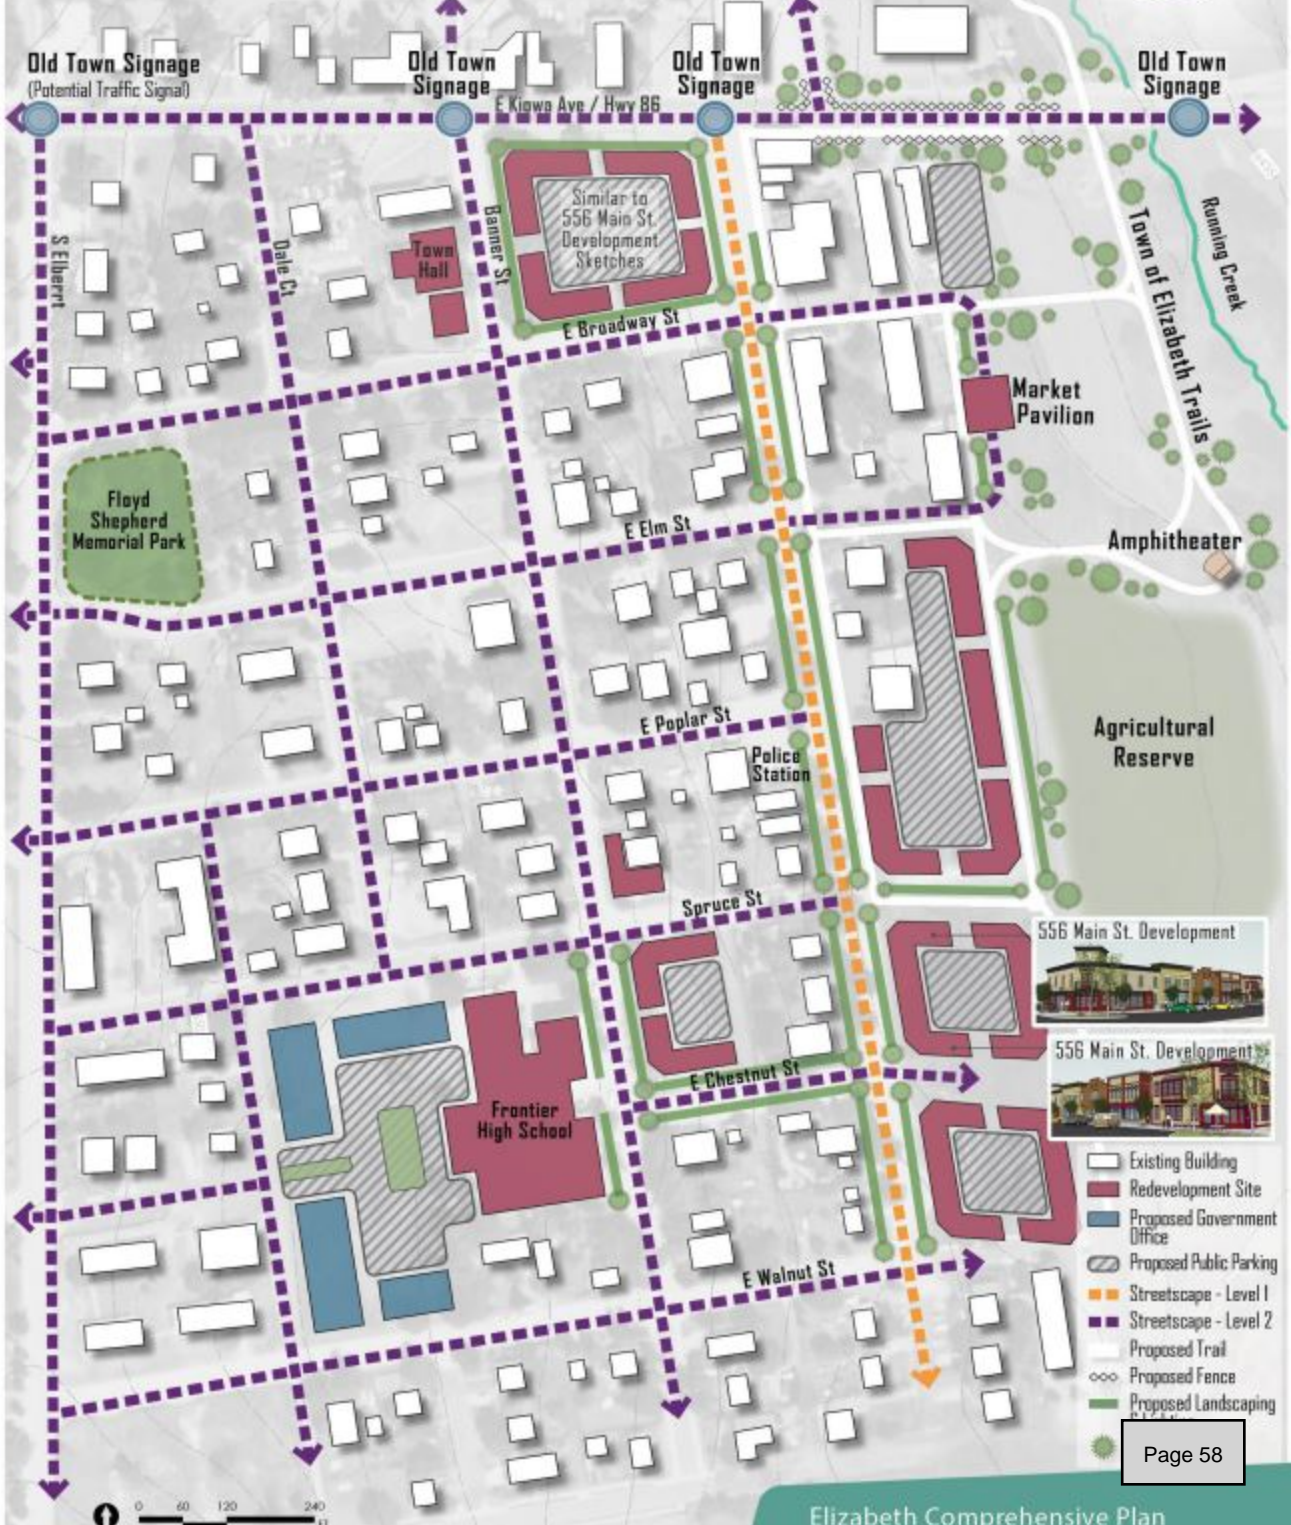 Old Town Signage
(Potential Traffic Signal)
Old Town
Signage
Old Town
Signage
Old Town
Signage
E Kiowa Ave / Hwy 86
S Elberrt
Dale Ct
Banner St
Town
Hall
Similar to
556 Main St.
Development
Sketches
E Broadway St
Town of Elizabeth Trails
Running Creek
Market
Pavilion
Floyd
Shepherd
Memorial Park
E Elm St
Amphitheater
Agricultural
Reserve
E Poplar St
Police
Station
Spruce St
556 Main St. Development
556 Main St. Development
E Chestnut St
Frontier
High School
E Walnut St
Existing Building
Redevelopment Site
Proposed Government
Office
Proposed Public Parking
Streetscape - Level 1
Streetscape - Level 2
Proposed Trail
Proposed Fence
Proposed Landscaping
Page 58
0 60 120 240
Elizabeth Comprehensive Plan